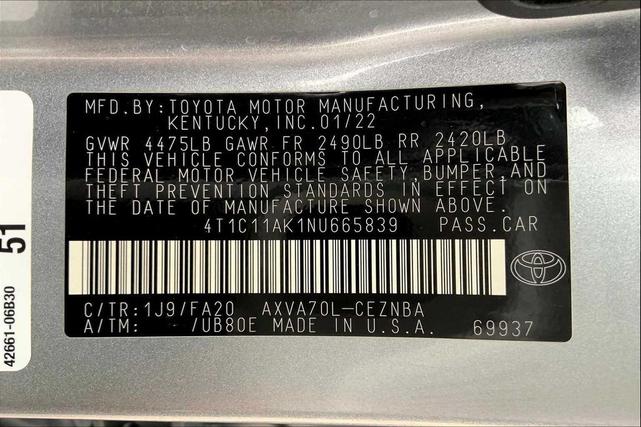 MFD.BY:TOYOTA MOTOR MANUFACTURING,
KENTUCKY,INC.01/22
GVWR 4475LB GAWR FR 2490LB RR 2420LB
THIS VEHICLE CONFORMS TO ALL APPLICABLE
FEDERAL MOTOR VEHICLE SAFETY,BUMPER,AND
THEFT PREVENTION STANDARDS IN EFFECT ON
THE DATE OF MANUFACTURE SHOWN ABOVE.
4T1C11AK1NU665839 PASS.CAR
C/TR:1J9/FA20 AXVA70L-CEZNBA
A/TM: /UB80E MADE IN U.S.A. 69937
51
42661-06B30